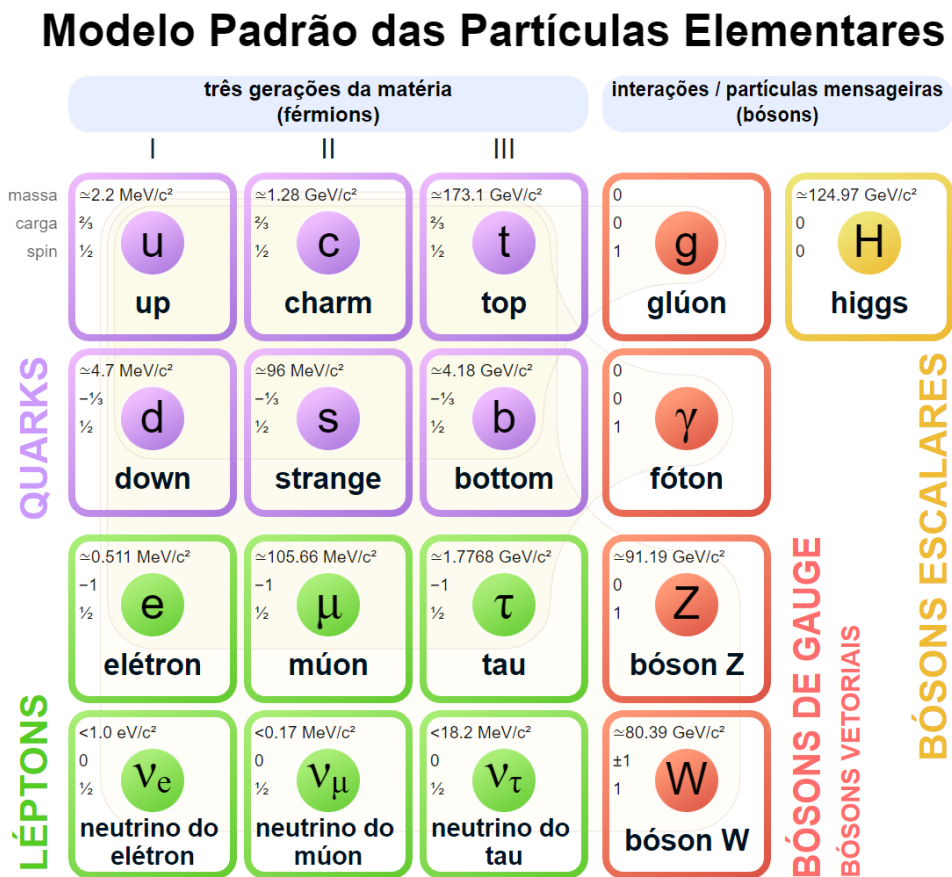 Modelo Padrão das Partículas Elementares
três gerações da matéria
(férmions)
interações / partículas mensageiras
(bósons)
I
II
III
massa
carga
spin
≃2.2 MeV/c²
⅔
½
u
up
≃1.28 GeV/c²
⅔
½
c
charm
≃173.1 GeV/c²
⅔
½
t
top
0
0
1
g
glúon
≃124.97 GeV/c²
0
0
H
higgs
QUARKS
≃4.7 MeV/c²
−⅓
½
d
down
≃96 MeV/c²
−⅓
½
s
strange
≃4.18 GeV/c²
−⅓
½
b
bottom
0
0
1
γ
fóton
BÓSONS ESCALARES
LÉPTONS
≃0.511 MeV/c²
−1
½
e
elétron
≃105.66 MeV/c²
−1
½
μ
múon
≃1.7768 GeV/c²
−1
½
τ
tau
≃91.19 GeV/c²
0
1
Z
bóson Z
BÓSONS DE GAUGE
BÓSONS VETORIAIS
<1.0 eV/c²
0
½
νe
neutrino do
elétron
<0.17 MeV/c²
0
½
νμ
neutrino do
múon
<18.2 MeV/c²
0
½
ντ
neutrino do
tau
≃80.39 GeV/c²
±1
1
W
bóson W